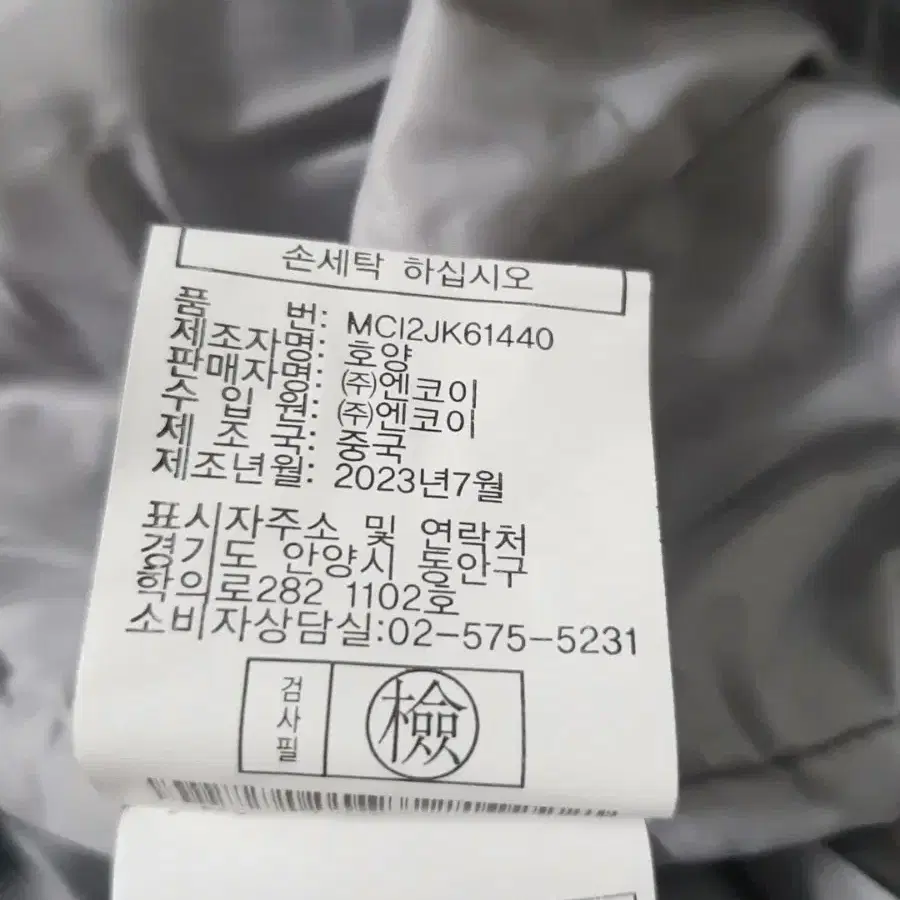 손세탁 하십시오
품 번: MCI2JK61440
제조자명: 호양
판매자명: ㈜엔코이
수 입 원: ㈜엔코이
제 조 국: 중국
제조년월: 2023년7월
표시자주소 및 연락처
경기도 안양시 동안구
학의로282 1102호
소비자상담실:02-575-5231
검사필
檢